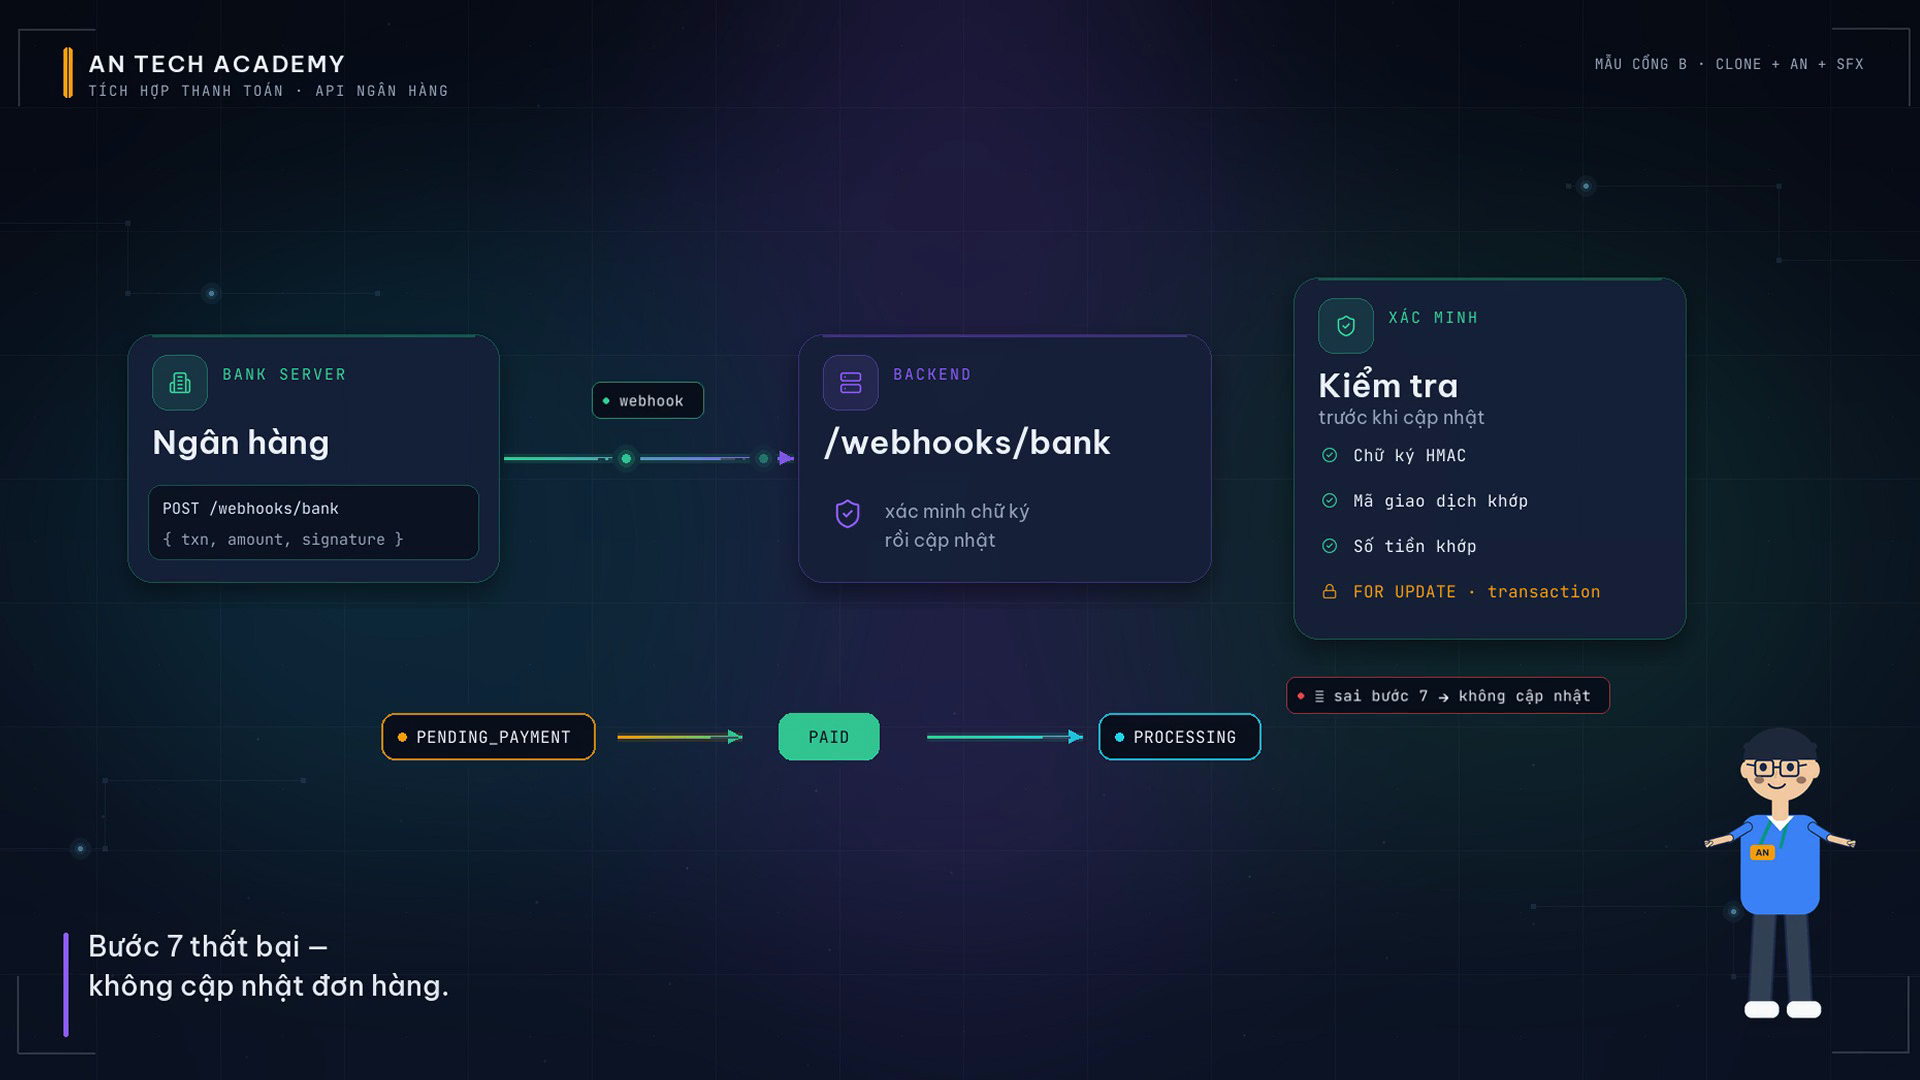 AN TECH ACADEMY
TÍCH HỢP THANH TOÁN · API NGÂN HÀNG
MẪU CỔNG B · CLONE + AN + SFX
BANK SERVER
Ngân hàng
POST /webhooks/bank
{ txn, amount, signature }
webhook
BACKEND
/webhooks/bank
xác minh chữ ký
rồi cập nhật
XÁC MINH
Kiểm tra
trước khi cập nhật
Chữ ký HMAC
Mã giao dịch khớp
Số tiền khớp
FOR UPDATE · transaction
sai bước 7 → không cập nhật
PENDING_PAYMENT
PAID
PROCESSING
AN
Bước 7 thất bại —
không cập nhật đơn hàng.